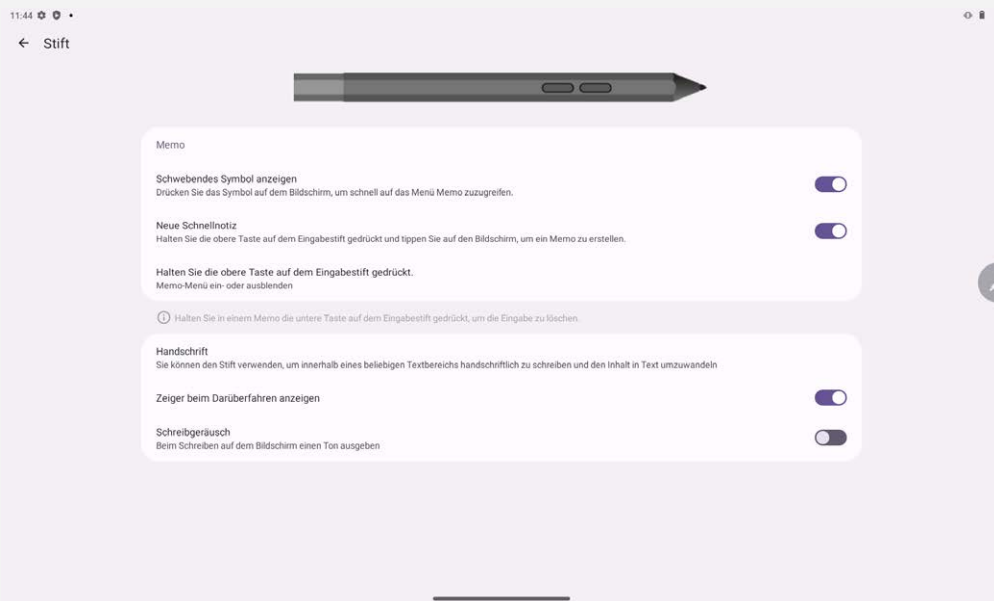 11:44
Stift
Memo
Schwebendes Symbol anzeigen
Drücken Sie das Symbol auf dem Bildschirm, um schnell auf das Menü Memo zuzugreifen.
Neue Schnellnotiz
Halten Sie die obere Taste auf dem Eingabestift gedrückt und tippen Sie auf den Bildschirm, um ein Memo zu erstellen.
Halten Sie die obere Taste auf dem Eingabestift gedrückt.
Memo-Menü ein- oder ausblenden
Halten Sie in einem Memo die untere Taste auf dem Eingabestift gedrückt, um die Eingabe zu löschen.
Handschrift
Sie können den Stift verwenden, um innerhalb eines beliebigen Textbereichs handschriftlich zu schreiben und den Inhalt in Text umzuwandeln
Zeiger beim Darüberfahren anzeigen
Schreibgeräusch
Beim Schreiben auf dem Bildschirm einen Ton ausgeben